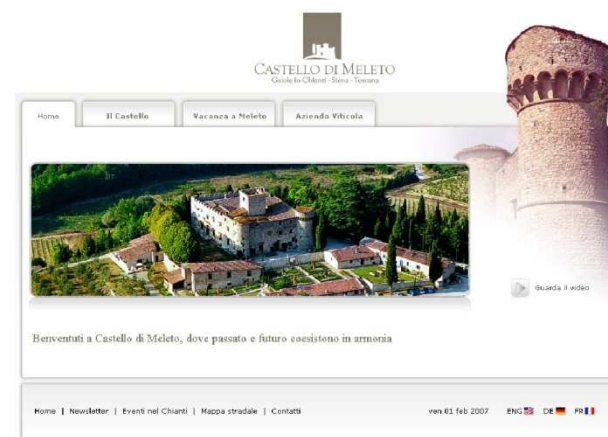 CASTELLO DI MELETO
Gaiole in Chianti - Siena - Toscana
Home
Il Castello
Vacanza a Meleto
Azienda Viticola
Guarda il video
Benvenuti a Castello di Meleto, dove passato e futuro coesistono in armonia
Home | Newsletter | Eventi nel Chianti | Mappa stradale | Contatti
ven 01 feb 2007 ENG DE FR